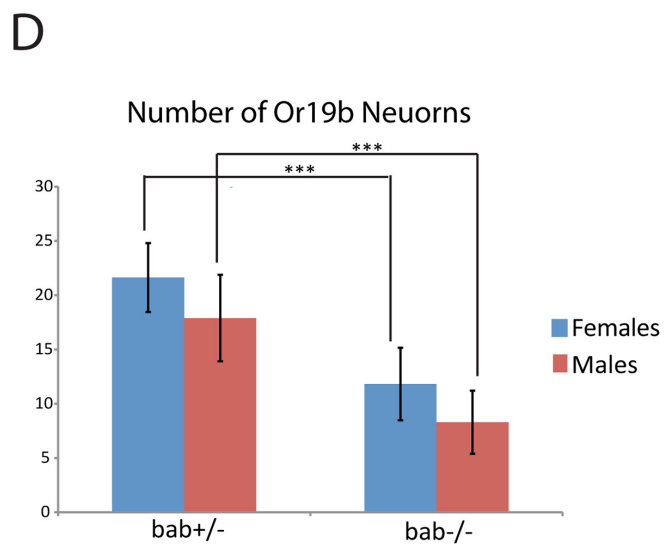 D
Number of Or19b Neuorns
***
***
30
25
20
15
10
5
0
Females
Males
bab+/-
bab-/-